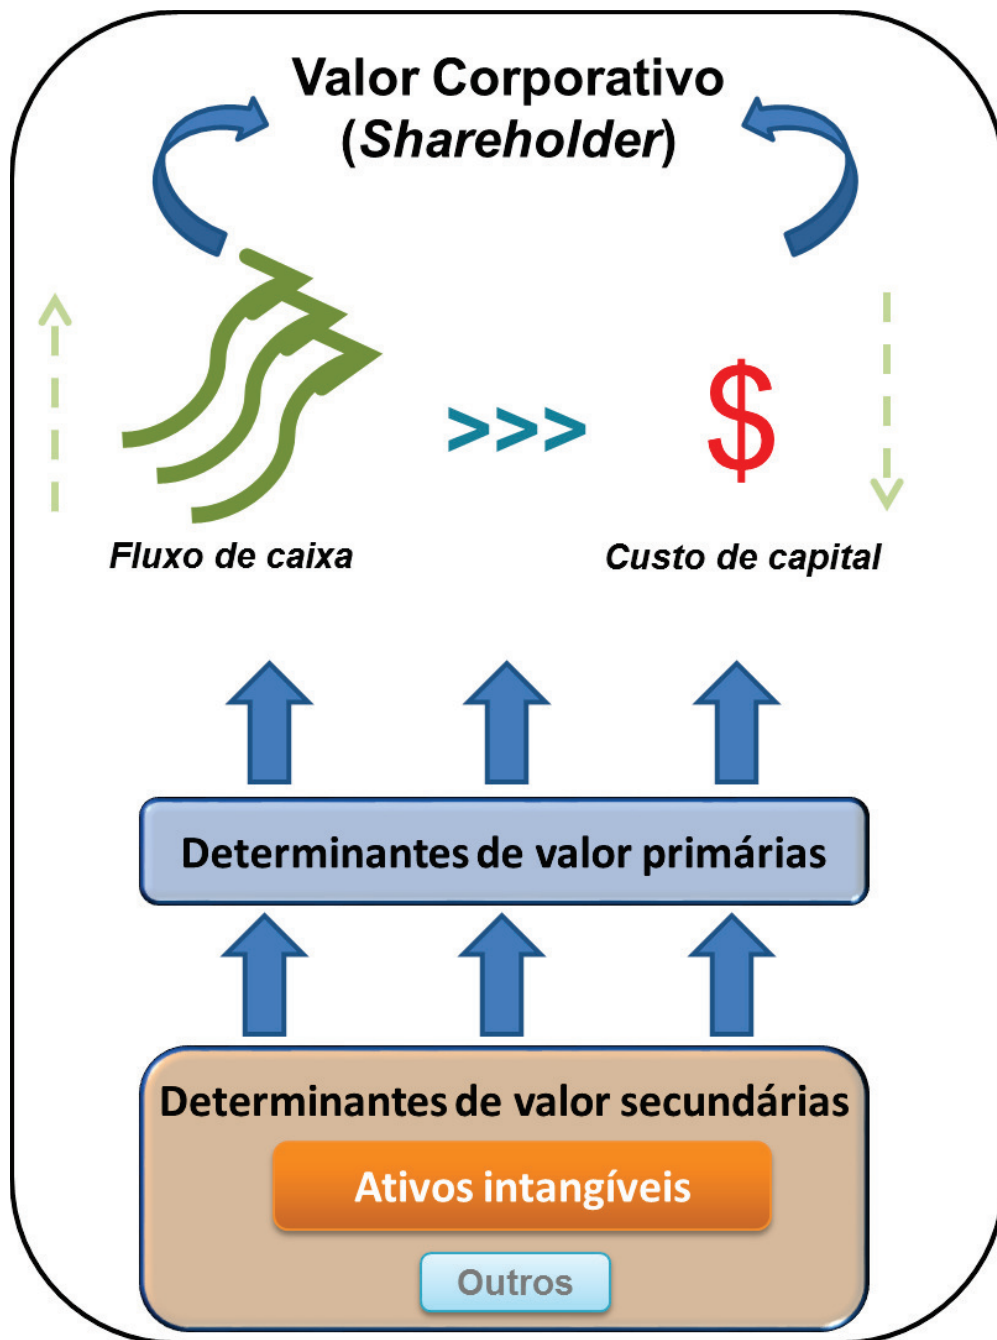 Valor Corporativo
(Shareholder)
>>>
$
Fluxo de caixa
Custo de capital
Determinantes de valor primárias
Determinantes de valor secundárias
Ativos intangíveis
Outros